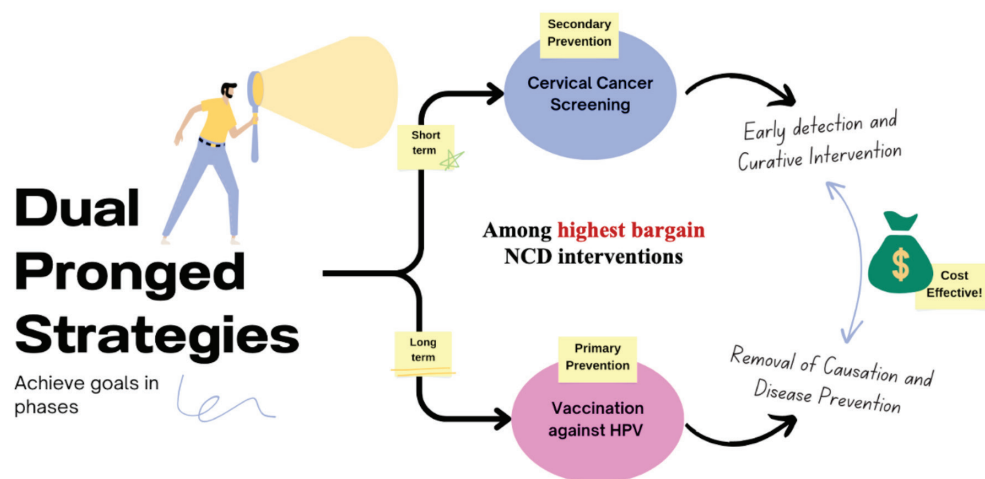 Dual
Pronged
Strategies
Achieve goals in
phases
Short
term
Secondary
Prevention
Cervical Cancer
Screening
Early detection and
Curative Intervention
Among highest bargain
NCD interventions
$
Cost
Effective!
Long
term
Primary
Prevention
Vaccination
against HPV
Removal of Causation and
Disease Prevention